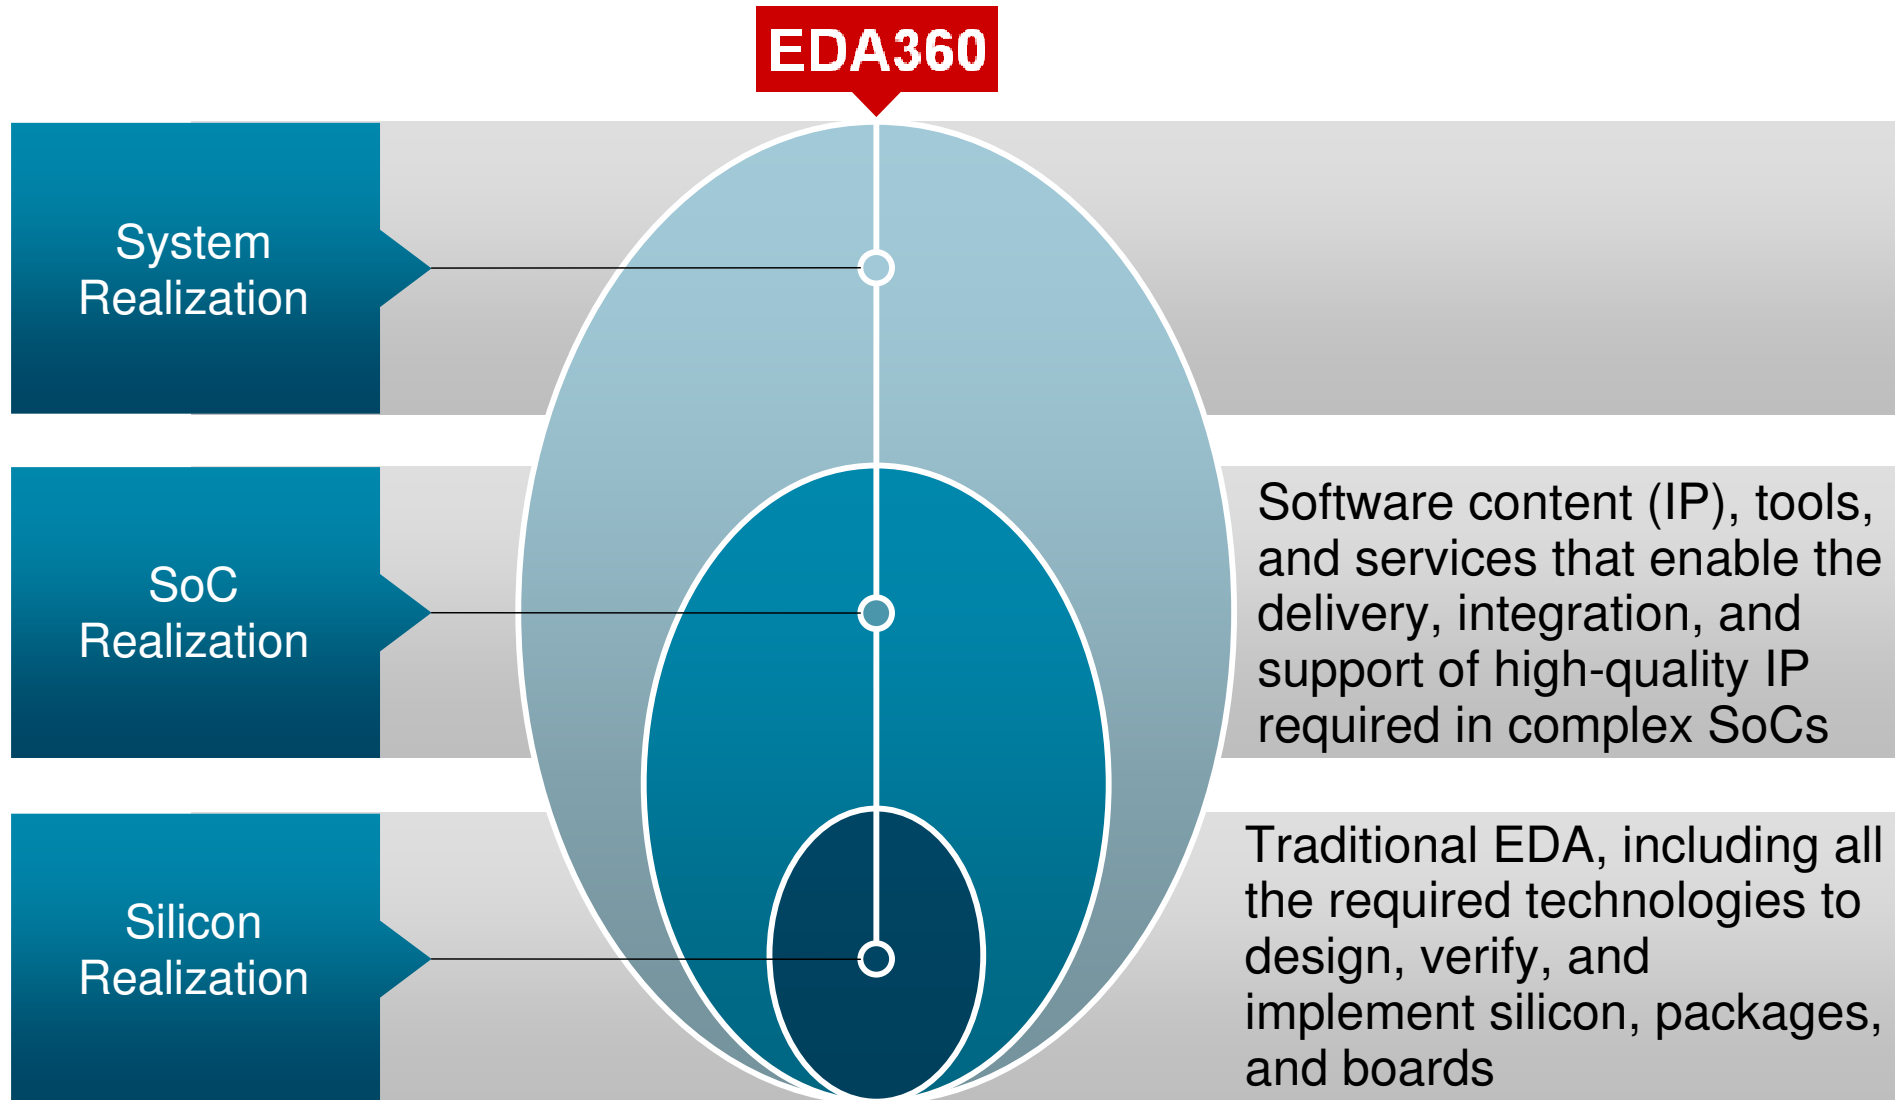 EDA360
System
Realization
SoC
Realization
Software content (IP), tools,
and services that enable the
delivery, integration, and
support of high-quality IP
required in complex SoCs
Silicon
Realization
Traditional EDA, including all
the required technologies to
design, verify, and
implement silicon, packages,
and boards